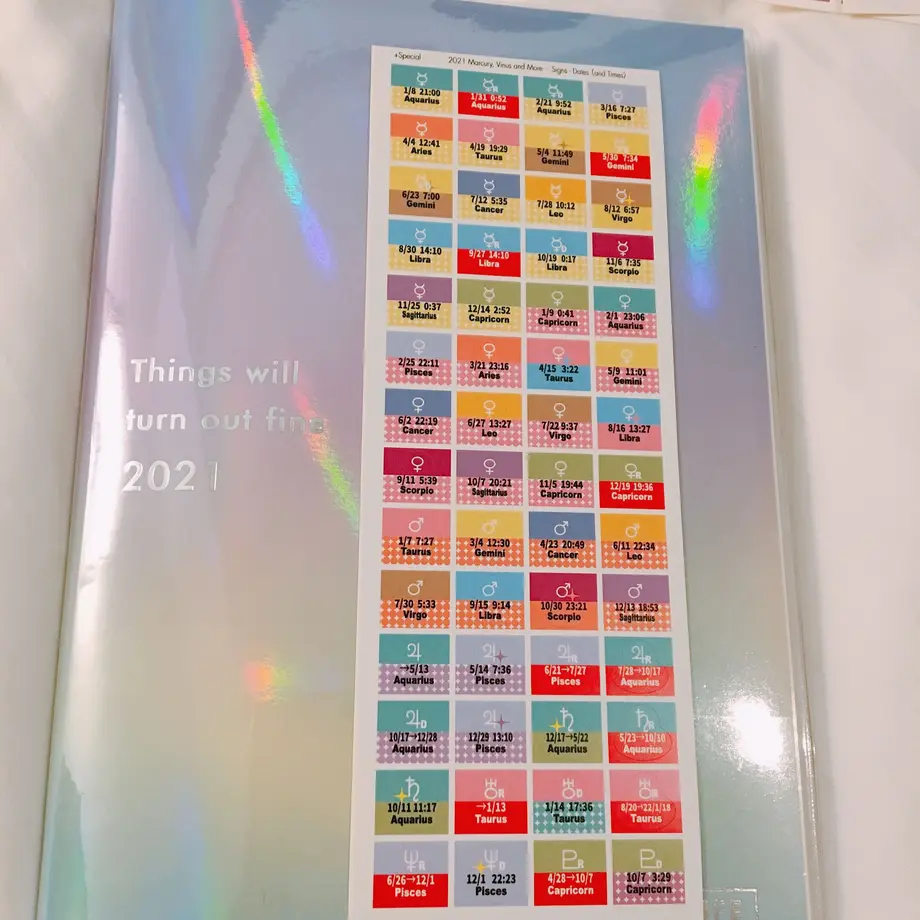 +Special
2021 Marcury, Vinus and More Signs · Dates (and Times)
1/8 21:00
Aquarius
R
1/31 0:52
Aquarius
D
2/21 9:52
Aquarius
3/16 7:27
Pisces
4/4 12:41
Aries
4/19 19:29
Taurus
5/4 11:49
Gemini
5/30 7:34
Gemini
6/23 7:00
Gemini
7/12 5:35
Cancer
7/28 10:12
Leo
8/12 6:57
Virgo
8/30 14:10
Libra
R
9/27 14:10
Libra
D
10/19 0:17
Libra
11/6 7:35
Scorpio
11/25 0:37
Sagittarius
12/14 2:52
Capricorn
1/9 0:41
Capricorn
2/1 23:06
Aquarius
2/25 22:11
Pisces
3/21 23:16
Aries
4/15 3:22
Taurus
5/9 11:01
Gemini
6/2 22:19
Cancer
6/27 13:27
Leo
7/22 9:37
Virgo
8/16 13:27
Libra
9/11 5:39
Scorpio
10/7 20:21
Sagittarius
11/5 19:44
Capricorn
R
12/19 19:36
Capricorn
1/7 7:27
Taurus
3/4 12:30
Gemini
4/23 20:49
Cancer
6/11 22:34
Leo
7/30 5:33
Virgo
9/15 9:14
Libra
10/30 23:21
Scorpio
12/13 18:53
Sagittarius
→5/13
Aquarius
5/14 7:36
Pisces
R
6/21→7/27
Pisces
R
7/28→10/17
Aquarius
D
10/17→12/28
Aquarius
12/29 13:10
Pisces
12/17→5/22
Aquarius
R
5/23→10/10
Aquarius
10/11 11:17
Aquarius
R
→1/13
Taurus
D
1/14 17:36
Taurus
R
8/20→22/1/18
Taurus
R
6/26→12/1
Pisces
D
12/1 22:23
Pisces
R
4/28→10/7
Capricorn
D
10/7 3:29
Capricorn
Things will
turn out fine
2021